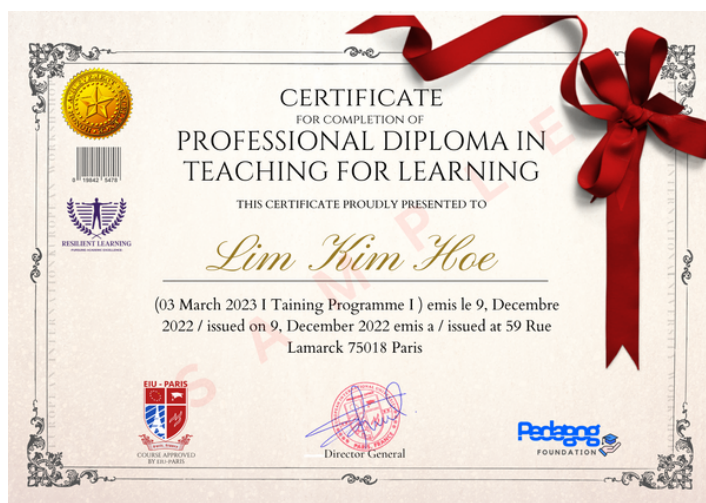 CERTIFICATE
FOR COMPLETION OF
PROFESSIONAL DIPLOMA IN
TEACHING FOR LEARNING
THIS CERTIFICATE PROUDLY PRESENTED TO
Lim Kim Hoe
(03 March 2023 I Taining Programme I ) emis le 9, Decembre
2022 / issued on 9, December 2022 emis a / issued at 59 Rue
Lamarck 75018 Paris
SAMPLE
RESILIENT LEARNING
EIU - PARIS
COURSE APPROVED
BY EIU-PARIS
Director General
Pedagog
FOUNDATION